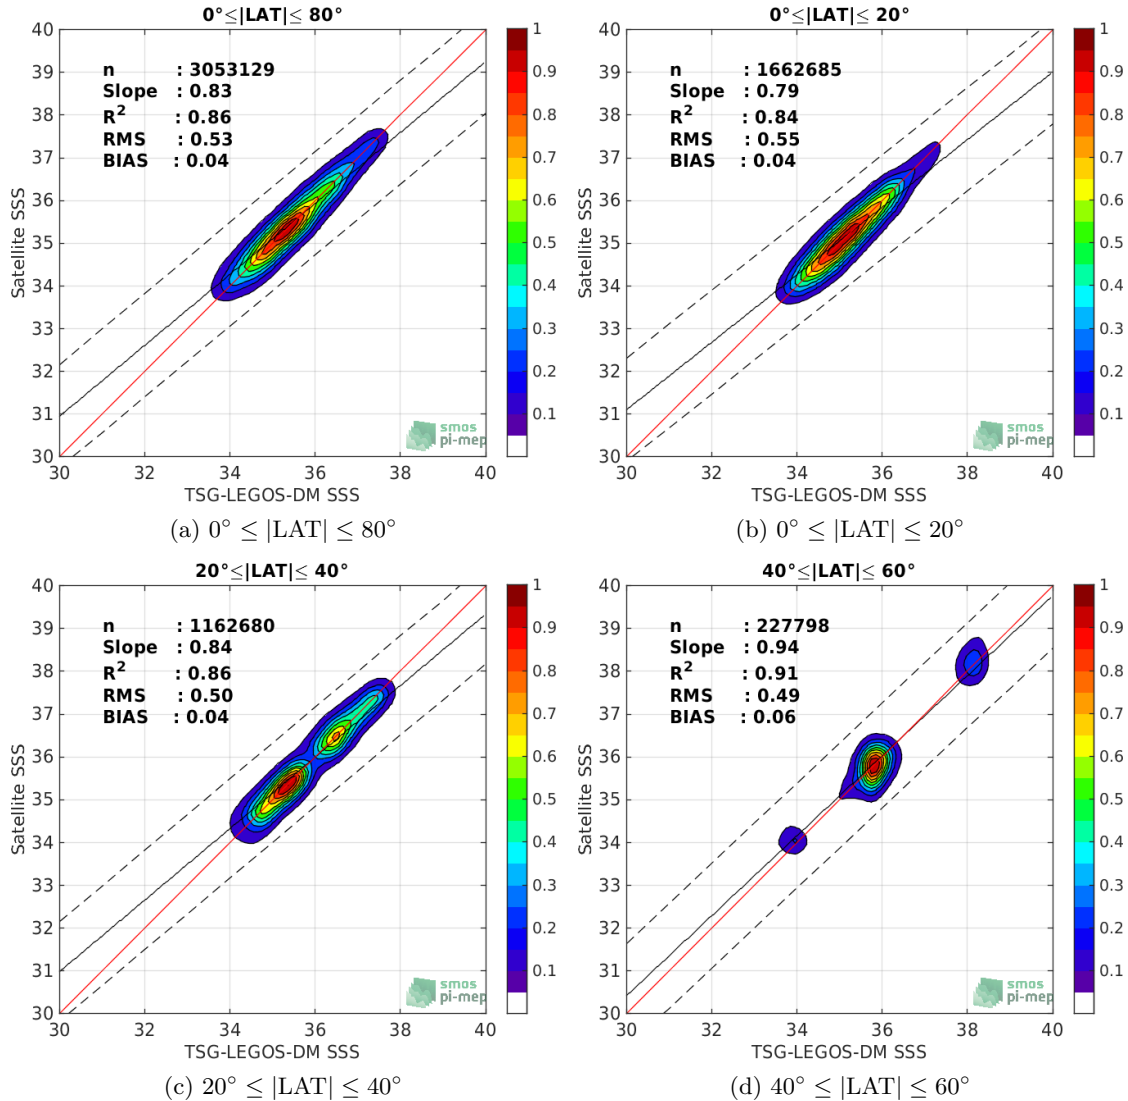 0°≤|LAT|≤ 80°
n : 3053129
Slope : 0.83
R² : 0.86
RMS : 0.53
BIAS : 0.04
Satellite SSS
40
39
38
37
36
35
34
33
32
31
30
30 32 34 36 38 40
TSG-LEGOS-DM SSS
1
0.9
0.8
0.7
0.6
0.5
0.4
0.3
0.2
0.1
smos
pi-mep
(a) 0° ≤ |LAT| ≤ 80°
0°≤|LAT|≤ 20°
n : 1662685
Slope : 0.79
R² : 0.84
RMS : 0.55
BIAS : 0.04
Satellite SSS
40
39
38
37
36
35
34
33
32
31
30
30 32 34 36 38 40
TSG-LEGOS-DM SSS
1
0.9
0.8
0.7
0.6
0.5
0.4
0.3
0.2
0.1
smos
pi-mep
(b) 0° ≤ |LAT| ≤ 20°
20°≤|LAT|≤ 40°
n : 1162680
Slope : 0.84
R² : 0.86
RMS : 0.50
BIAS : 0.04
Satellite SSS
40
39
38
37
36
35
34
33
32
31
30
30 32 34 36 38 40
TSG-LEGOS-DM SSS
1
0.9
0.8
0.7
0.6
0.5
0.4
0.3
0.2
0.1
smos
pi-mep
(c) 20° ≤ |LAT| ≤ 40°
40°≤|LAT|≤ 60°
n : 227798
Slope : 0.94
R² : 0.91
RMS : 0.49
BIAS : 0.06
Satellite SSS
40
39
38
37
36
35
34
33
32
31
30
30 32 34 36 38 40
TSG-LEGOS-DM SSS
1
0.9
0.8
0.7
0.6
0.5
0.4
0.3
0.2
0.1
smos
pi-mep
(d) 40° ≤ |LAT| ≤ 60°